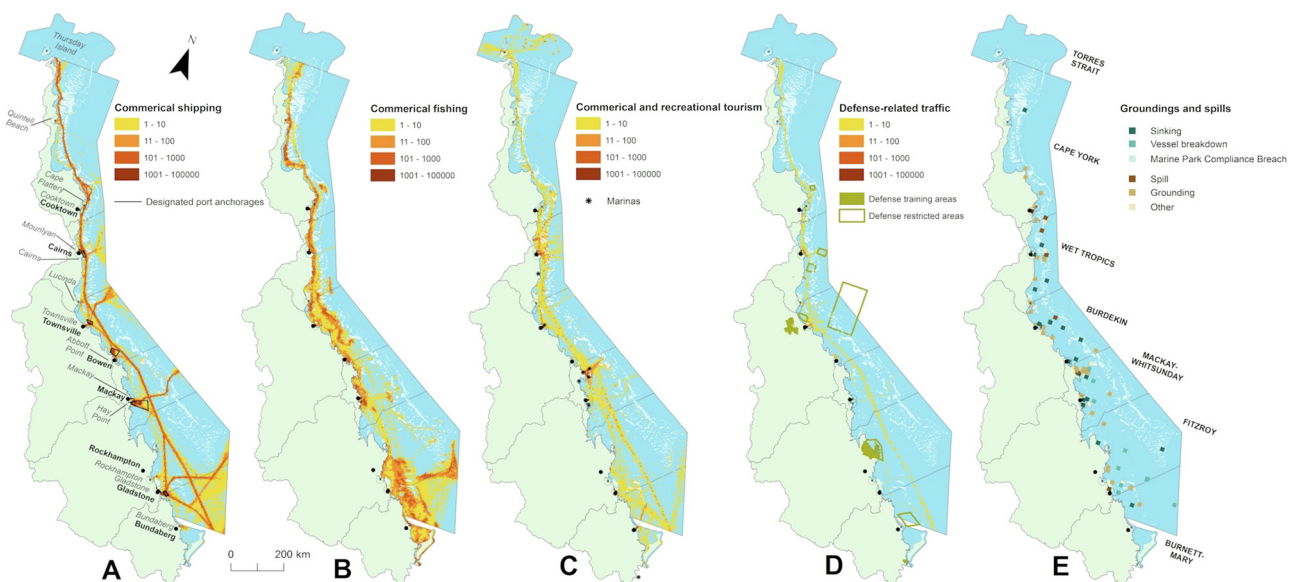 Thursday
Island
N
Commerical shipping
1 - 10
11 - 100
101 - 1000
1001 - 100000
Designated port anchorages
Quintell
Beach
Cape
Flattery
Cooktown
Cooktown
Mourilyan
Cairns
Cairns
Lucinda
Townsville
Townsville
Abbott
Point
Bowen
Mackay
Mackay
Hay
Point
Rockhampton
Rockhampton
Gladstone
Gladstone
Bundaberg
Bundaberg
0 200 km
A
Commerical fishing
1 - 10
11 - 100
101 - 1000
1001 - 100000
B
Commerical and recreational tourism
1 - 10
11 - 100
101 - 1000
1001 - 100000
Marinas
C
Defense-related traffic
1 - 10
11 - 100
101 - 1000
1001 - 100000
Defense training areas
Defense restricted areas
D
Groundings and spills
Sinking
Vessel breakdown
Marine Park Compliance Breach
Spill
Grounding
Other
TORRES
STRAIT
CAPE YORK
WET TROPICS
BURDEKIN
MACKAY-
WHITSUNDAY
FITZROY
BURNETT-
MARY
E